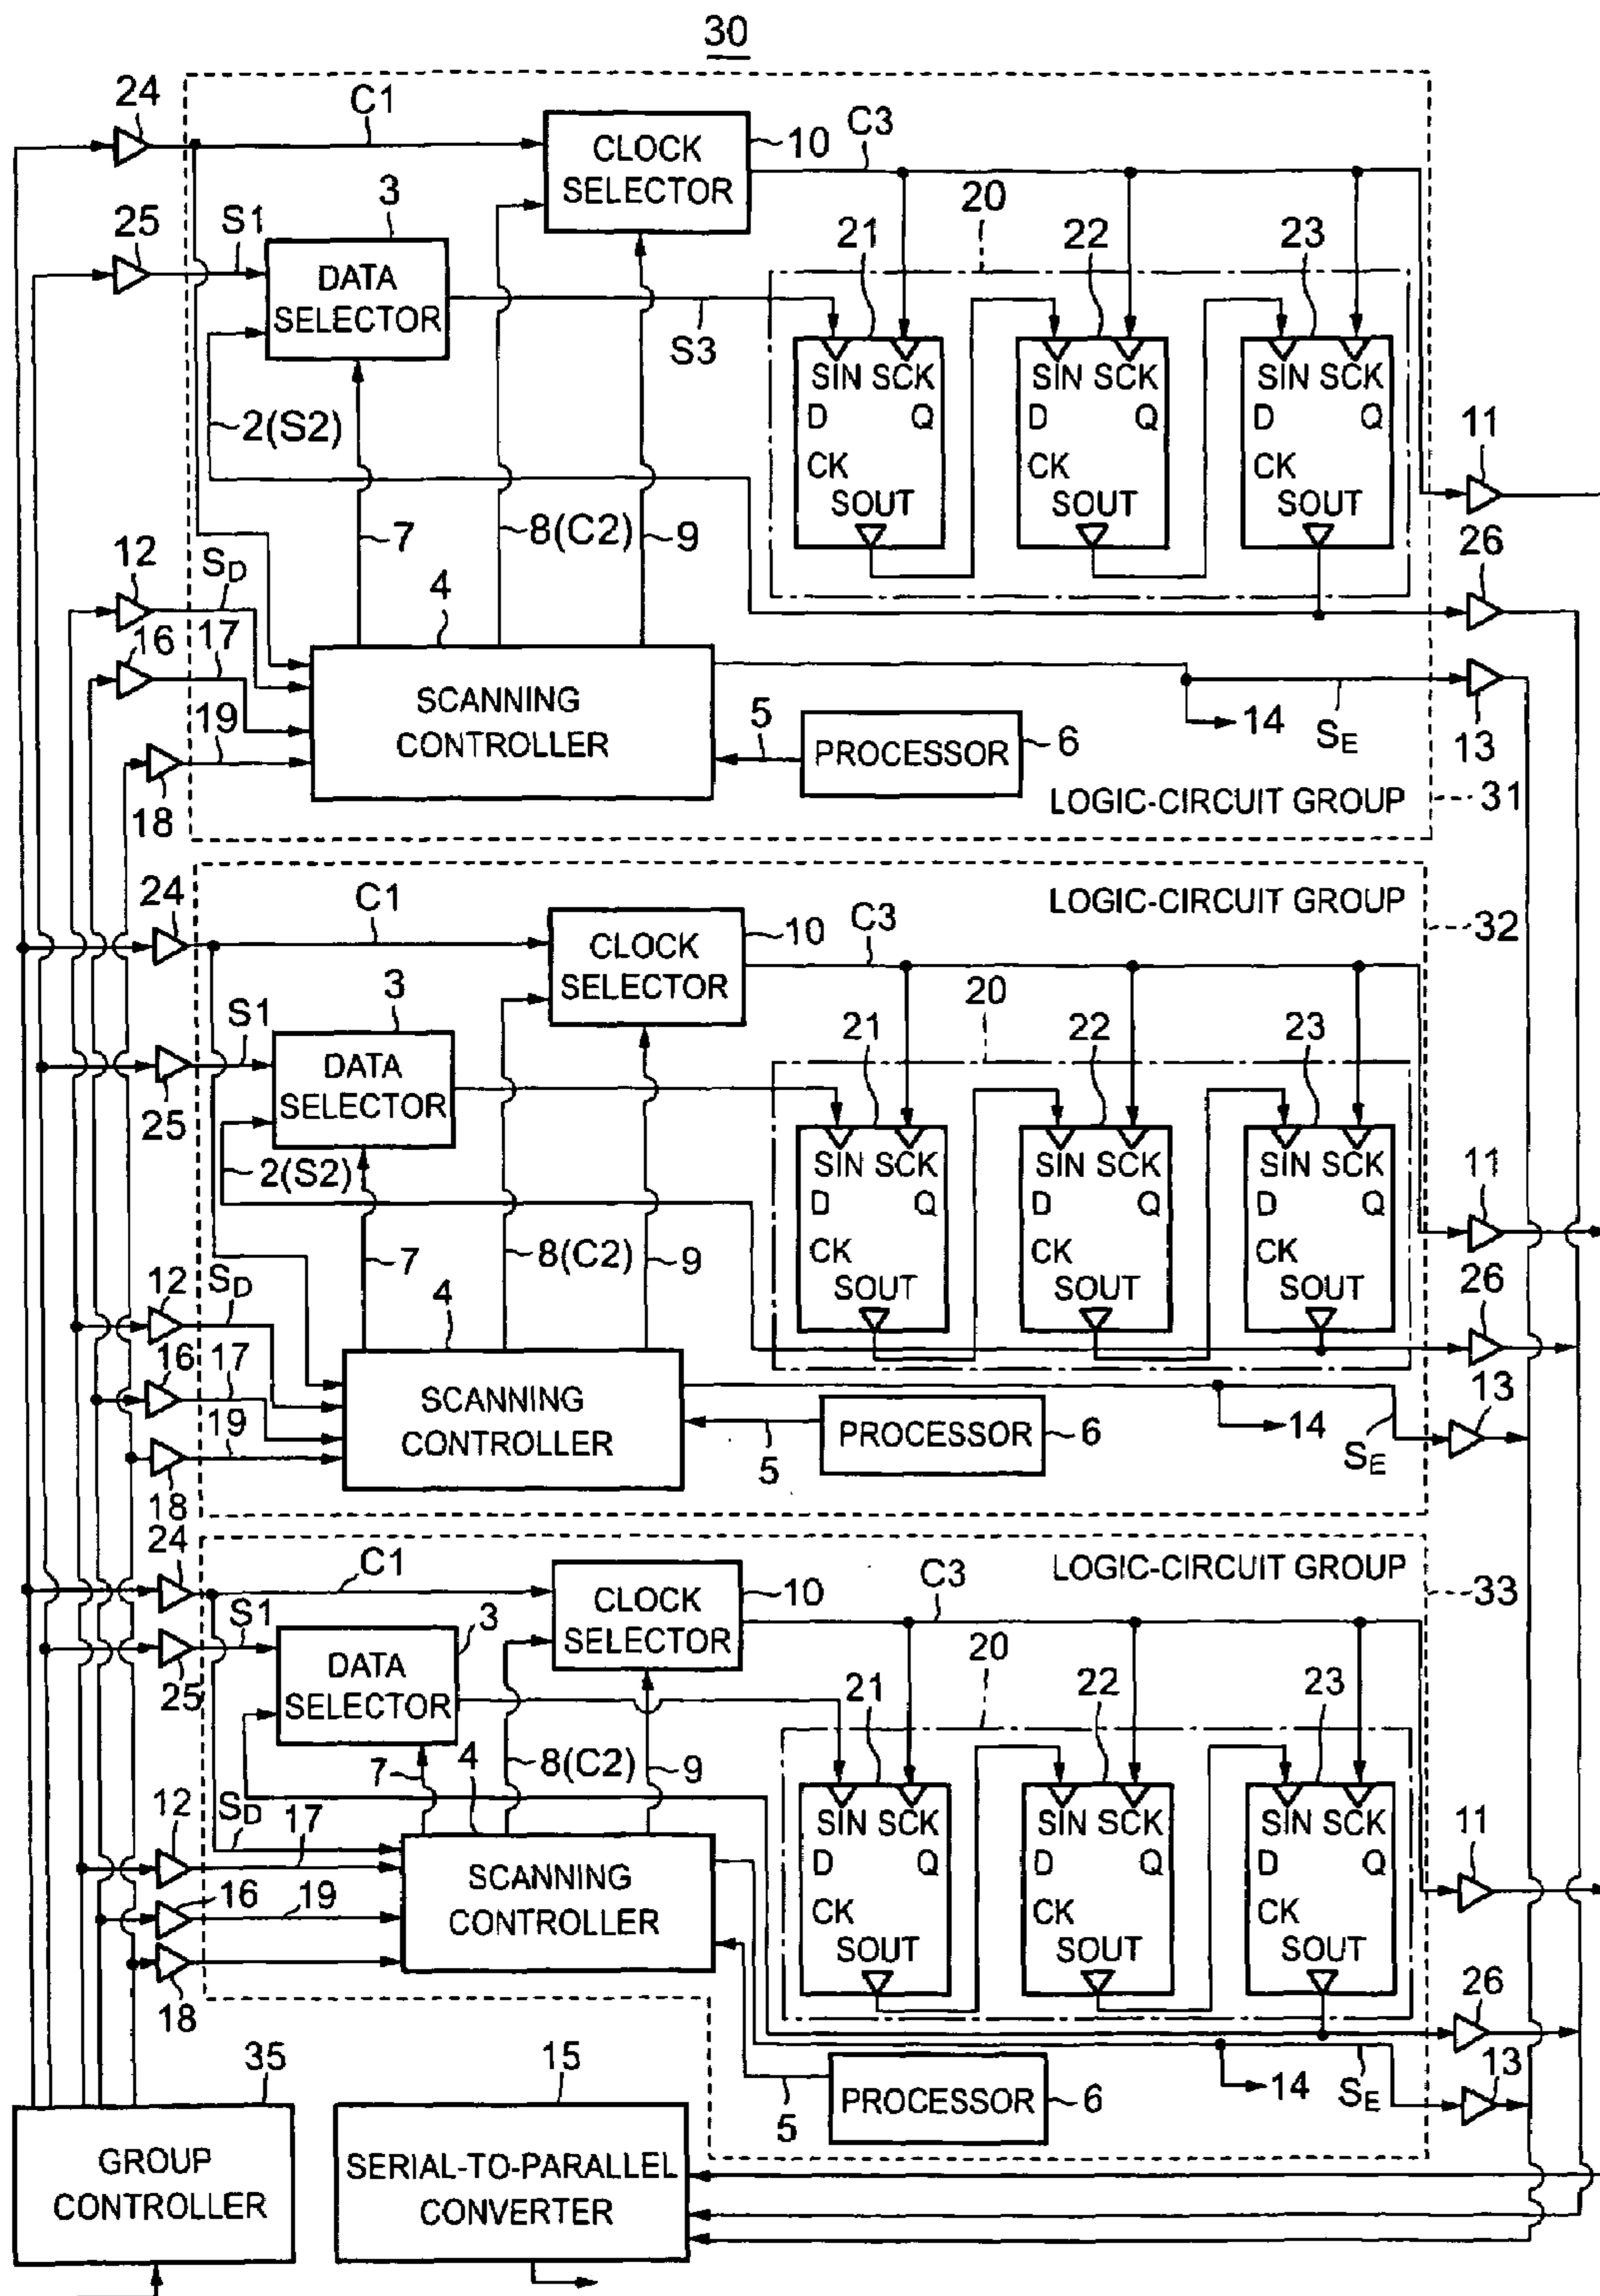 30
24
C1
CLOCK
SELECTOR
10
C3
25
S1
3
DATA
SELECTOR
20
21
22
23
S3
SIN SCK
D Q
CK
SOUT
SIN SCK
D Q
CK
SOUT
SIN SCK
D Q
CK
SOUT
2(S2)
11
7
8(C2)
9
12
SD
26
16
17
4
SCANNING
CONTROLLER
19
18
5
PROCESSOR
6
14
SE
13
LOGIC-CIRCUIT GROUP
31
24
C1
CLOCK
SELECTOR
10
C3
LOGIC-CIRCUIT GROUP
32
S1
3
DATA
SELECTOR
20
21
22
23
25
2(S2)
SIN SCK
D Q
CK
SOUT
SIN SCK
D Q
CK
SOUT
SIN SCK
D Q
CK
SOUT
11
7
8(C2)
9
12
SD
26
4
16
17
SCANNING
CONTROLLER
19
18
5
PROCESSOR
6
14
SE
13
24
C1
CLOCK
SELECTOR
10
C3
LOGIC-CIRCUIT GROUP
33
S1
3
DATA
SELECTOR
20
25
21
22
23
7
4
8(C2)
9
SIN SCK
D Q
CK
SOUT
SIN SCK
D Q
CK
SOUT
SIN SCK
D Q
CK
SOUT
12
SD
17
11
16
19
SCANNING
CONTROLLER
18
26
5
PROCESSOR
6
14
SE
13
35
GROUP
CONTROLLER
15
SERIAL-TO-PARALLEL
CONVERTER